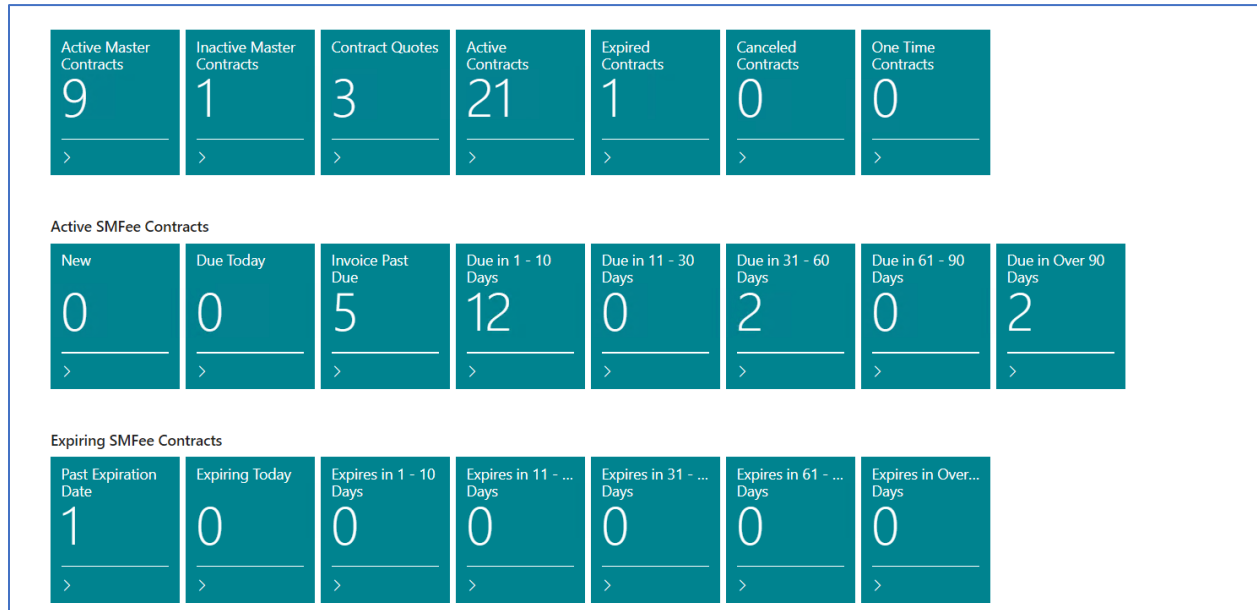 Active Master Inactive Master Contract Quotes Active Expired Canceled One Time
Contracts Contracts Contracts Contracts Contracts Contracts
9 1 3 21 1 0 0
Active SMFee Contracts
New Due Today Invoice Past Due in 1 - 10 Due in 11 - 30 Due in 31 - 60 Due in 61 - 90 Due in Over 90
Due Days Days Days Days Days
0 0 5 12 0 2 0 2
Expiring SMFee Contracts
Past Expiration Expiring Today Expires in 1 - 10 Expires in 11 - ... Expires in 31 - ... Expires in 61 - ... Expires in Over...
Date Days Days Days Days Days
1 0 0 0 0 0 0